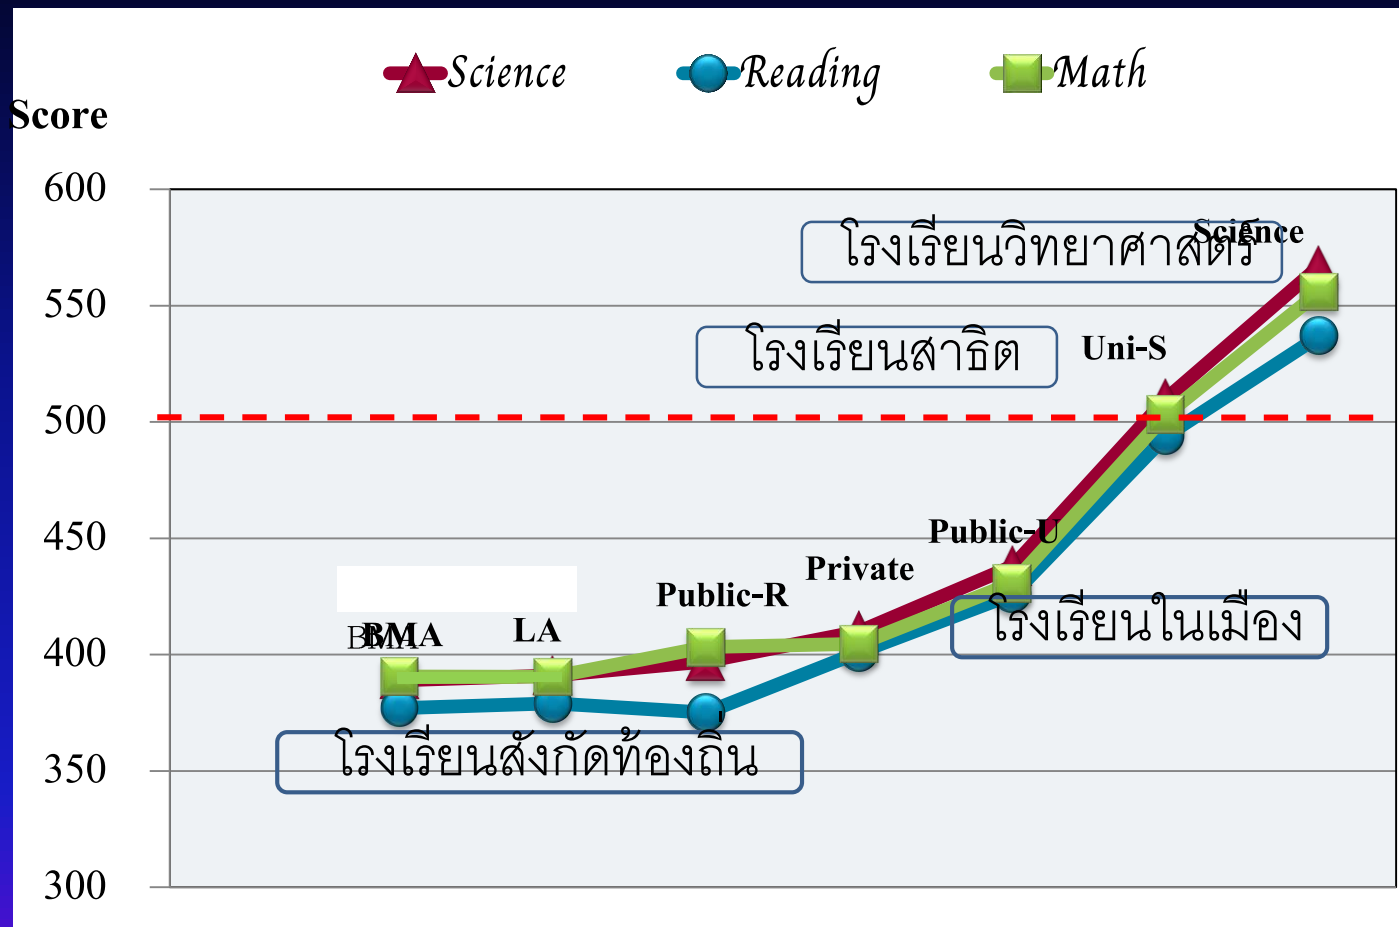 Science Reading Math
Score
600
โรงเรียนวิทยาศาสตร์ Science
550
โรงเรียนสาธิต Uni-S
500
450
Public-U
Private
Public-R
โรงเรียนในเมือง
BMA BMA LA
400
โรงเรียนสังกัดท้องถิ่น
350
300